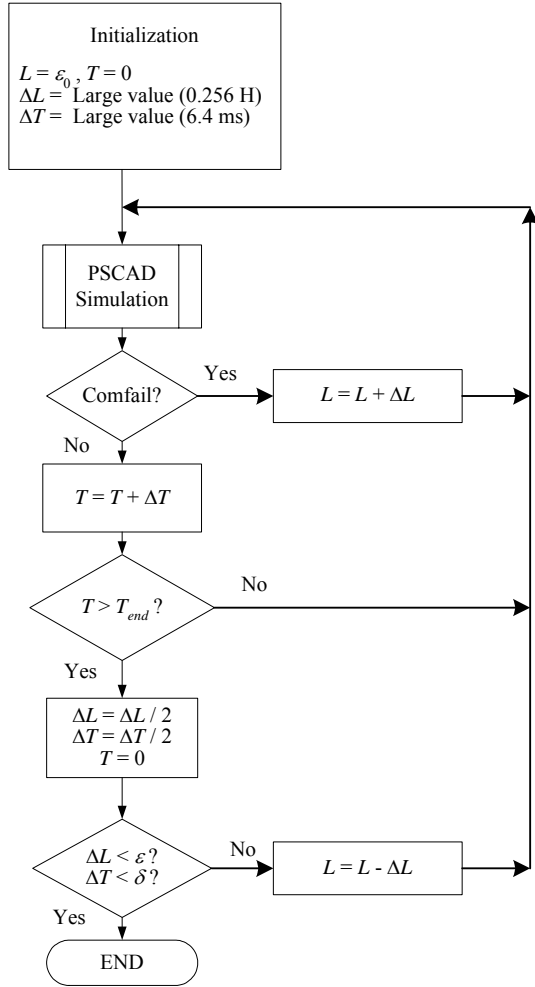 Initialization
L = ε₀ , T = 0
ΔL = Large value (0.256 H)
ΔT = Large value (6.4 ms)
PSCAD
Simulation
Comfail?
Yes
L = L + ΔL
No
T = T + ΔT
T > Tend ?
No
Yes
ΔL = ΔL / 2
ΔT = ΔT / 2
T = 0
ΔL < ε ?
ΔT < δ ?
No
L = L - ΔL
Yes
END